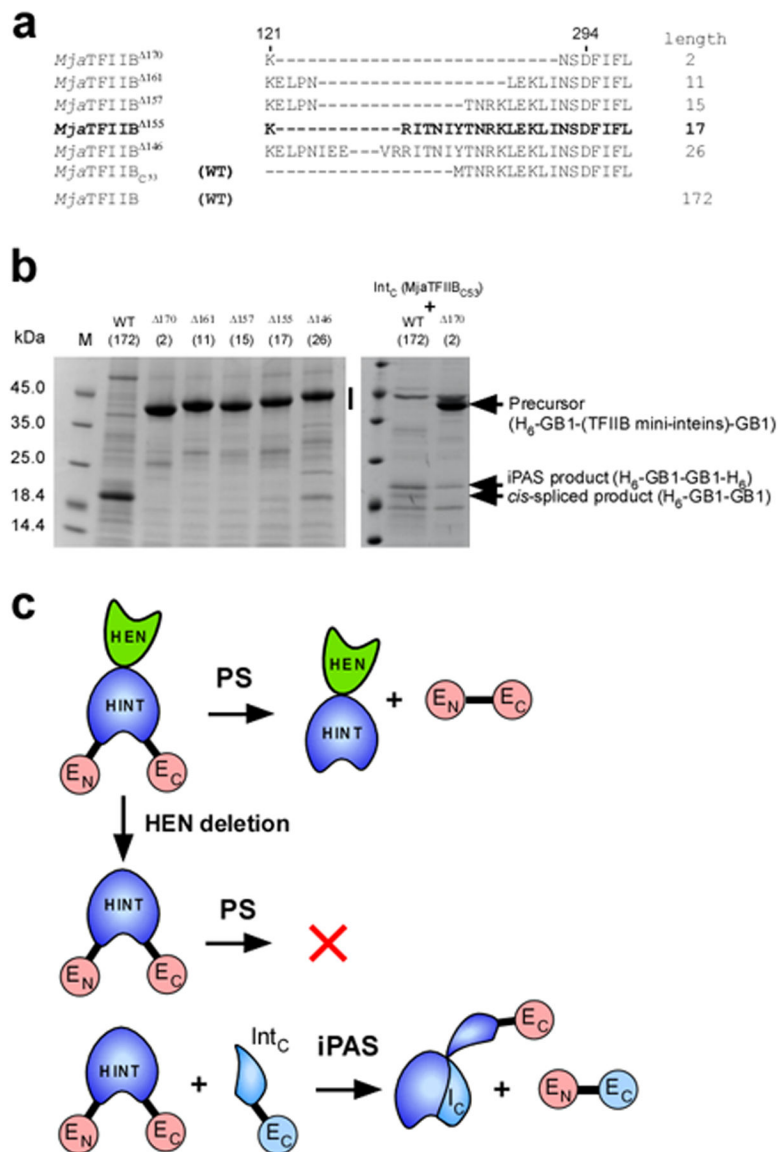 a
121 294 length
MjaTFIIBΔ170 K-----------------------------NSDFIFL 2
MjaTFIIBΔ161 KELPN--------------------LEKLINSDFIFL 11
MjaTFIIBΔ157 KELPN----------------TNRKLEKLINSDFIFL 15
MjaTFIIBΔ155 K--------------RITNIYTNRKLEKLINSDFIFL 17
MjaTFIIBΔ146 KELPNIEE---VRRITNIYTNRKLEKLINSDFIFL 26
MjaTFIIBC53 (WT) --------------------MTNRKLEKLINSDFIFL
MjaTFIIB (WT) 172
b
IntC (MjaTFIIBC53)
+
kDa M WT (172) Δ170 (2) Δ161 (11) Δ157 (15) Δ155 (17) Δ146 (26) WT (172) Δ170 (2)
45.0
35.0
25.0
18.4
14.4
Precursor
(H6-GB1-(TFIIB mini-inteins)-GB1)
iPAS product (H6-GB1-GB1-H6)
cis-spliced product (H6-GB1-GB1)
c
HEN
HINT
EN EC
PS
HEN
HINT
+
EN EC
HEN deletion
HINT
EN EC
PS
HINT
EN EC
+
IntC
EC
iPAS
IC
EC
+
EN EC